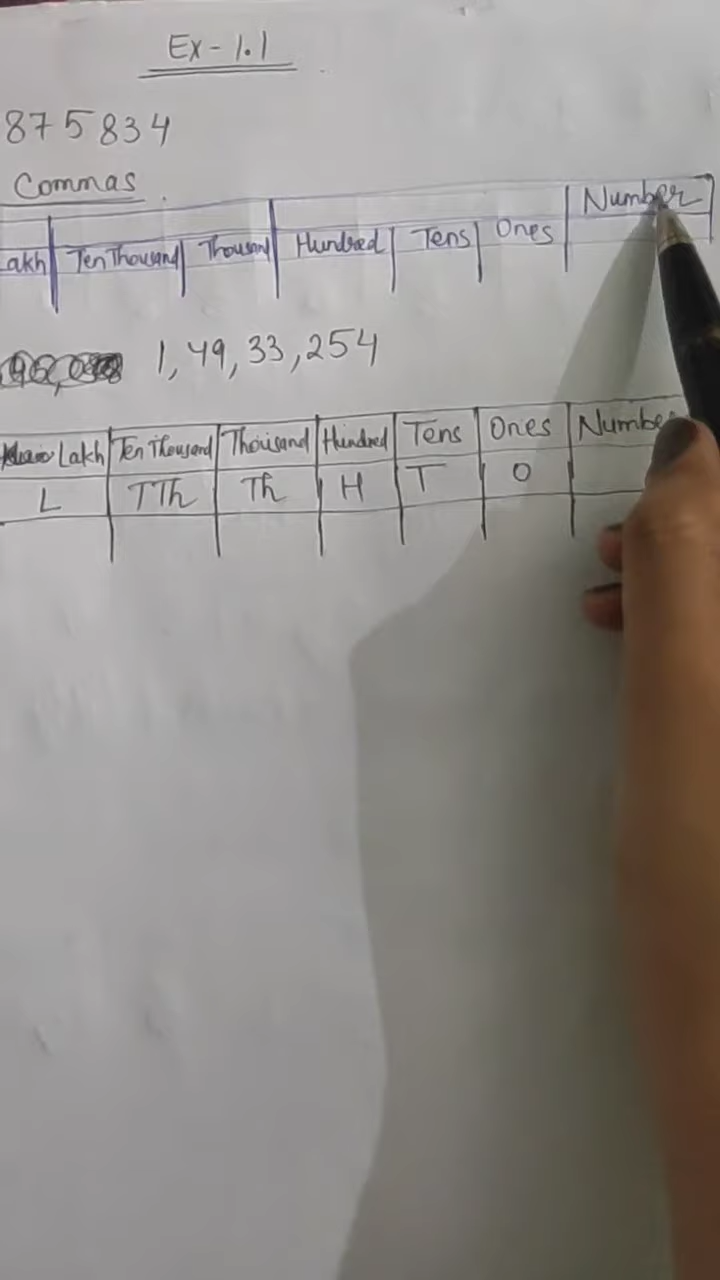 Ex-1.1
875834
Commas
Number
akh Ten Thousand Thousand Hundred Tens Ones
1,49,33,254
Lakh Ten Thousand Thousand Hundred Tens Ones Numbe
L TTh Th H T O